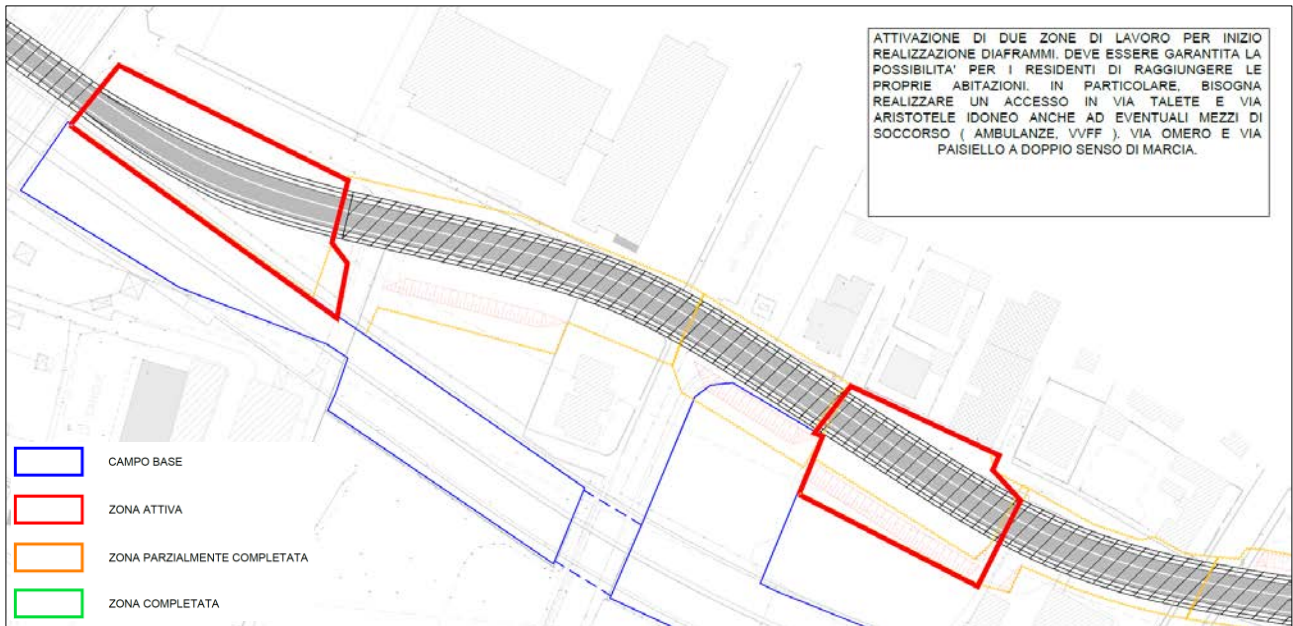 ATTIVAZIONE DI DUE ZONE DI LAVORO PER INIZIO
REALIZZAZIONE DIAFRAMMI. DEVE ESSERE GARANTITA LA
POSSIBILITA' PER I RESIDENTI DI RAGGIUNGERE LE
PROPRIE ABITAZIONI. IN PARTICOLARE, BISOGNA
REALIZZARE UN ACCESSO IN VIA TALETE E VIA
ARISTOTELE IDONEO ANCHE AD EVENTUALI MEZZI DI
SOCCORSO ( AMBULANZE, VVFF ). VIA OMERO E VIA
PAISIELLO A DOPPIO SENSO DI MARCIA.
CAMPO BASE
ZONA ATTIVA
ZONA PARZIALMENTE COMPLETATA
ZONA COMPLETATA